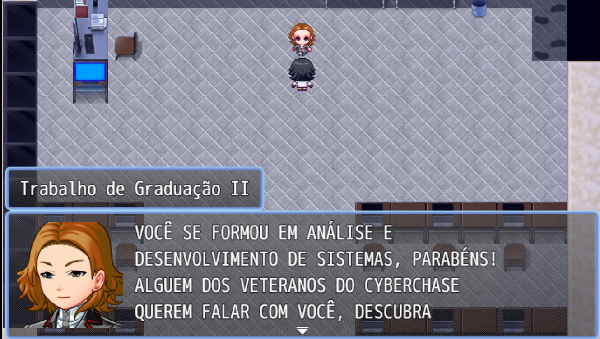 Trabalho de Graduação II
VOCÊ SE FORMOU EM ANÁLISE E
DESENVOLVIMENTO DE SISTEMAS, PARABÉNS!
ALGUEM DOS VETERANOS DO CYBERCHASE
QUEREM FALAR COM VOCÊ, DESCUBRA